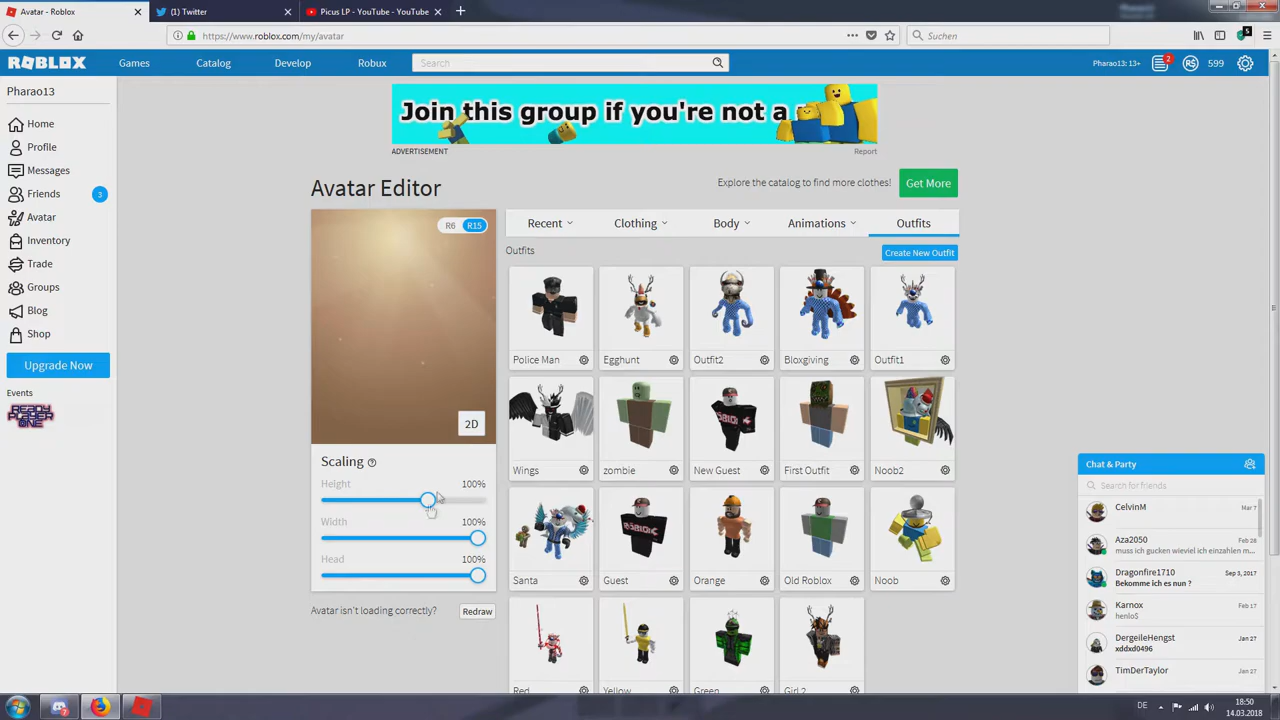 Avatar - Roblox
(1) Twitter
Picus LP - YouTube - YouTube
https://www.roblox.com/my/avatar
Suchen
5
ROBLOX
Games
Catalog
Develop
Robux
Search
Pharao13: 13+
2
R$
599
Pharao13
Home
Profile
Messages
Friends
3
Avatar
Inventory
Trade
Groups
Blog
Shop
Upgrade Now
Events
READY
PLAYER
ONE
Join this group if you're not a
ADVERTISEMENT
Report
Avatar Editor
Explore the catalog to find more clothes!
Get More
R6
R15
2D
Recent
Clothing
Body
Animations
Outfits
Outfits
Create New Outfit
Police Man
Egghunt
Outfit2
Bloxgiving
Outfit1
Wings
zombie
New Guest
First Outfit
Noob2
Santa
Guest
Orange
Old Roblox
Noob
Red
Yellow
Green
Girl 2
Scaling
Height
100%
Width
100%
Head
100%
Avatar isn't loading correctly?
Redraw
Chat & Party
Search for friends
CelvinM
Mar 7
Aza2050
Feb 26
muss ich gucken wieviel ich einzahlen m...
Dragonfire1710
Sep 3, 2017
Bekomme ich es nun ?
Karnox
Feb 17
henlo$
DergeileHengst
Jan 27
xddxd0496
TimDerTaylor
Jan 27
DE
18:50
14.03.2018